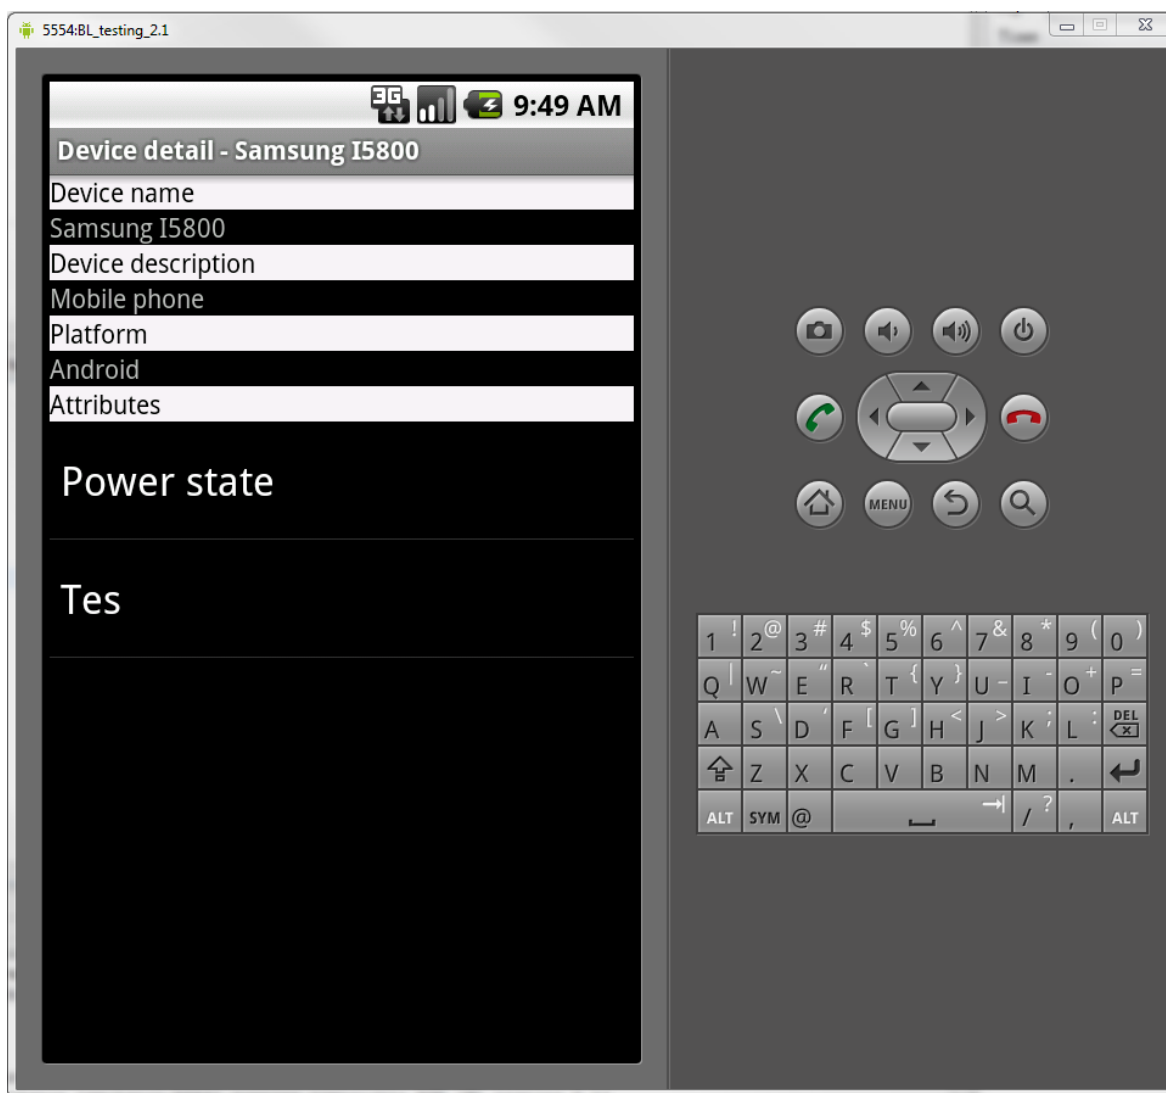 5554:BL_testing_2.1
3G 9:49 AM
Device detail - Samsung I5800
Device name
Samsung I5800
Device description
Mobile phone
Platform
Android
Attributes
Power state
Tes
MENU
1 ! 2 @ 3 # 4 $ 5 % 6 ^ 7 & 8 * 9 ( 0 )
Q | W ~ E " R ` T { Y } U _ I - O + P =
A S \ D ' F [ G ] H < J > K ; L : DEL
Z X C V B N M .
ALT SYM @ / ? , ALT